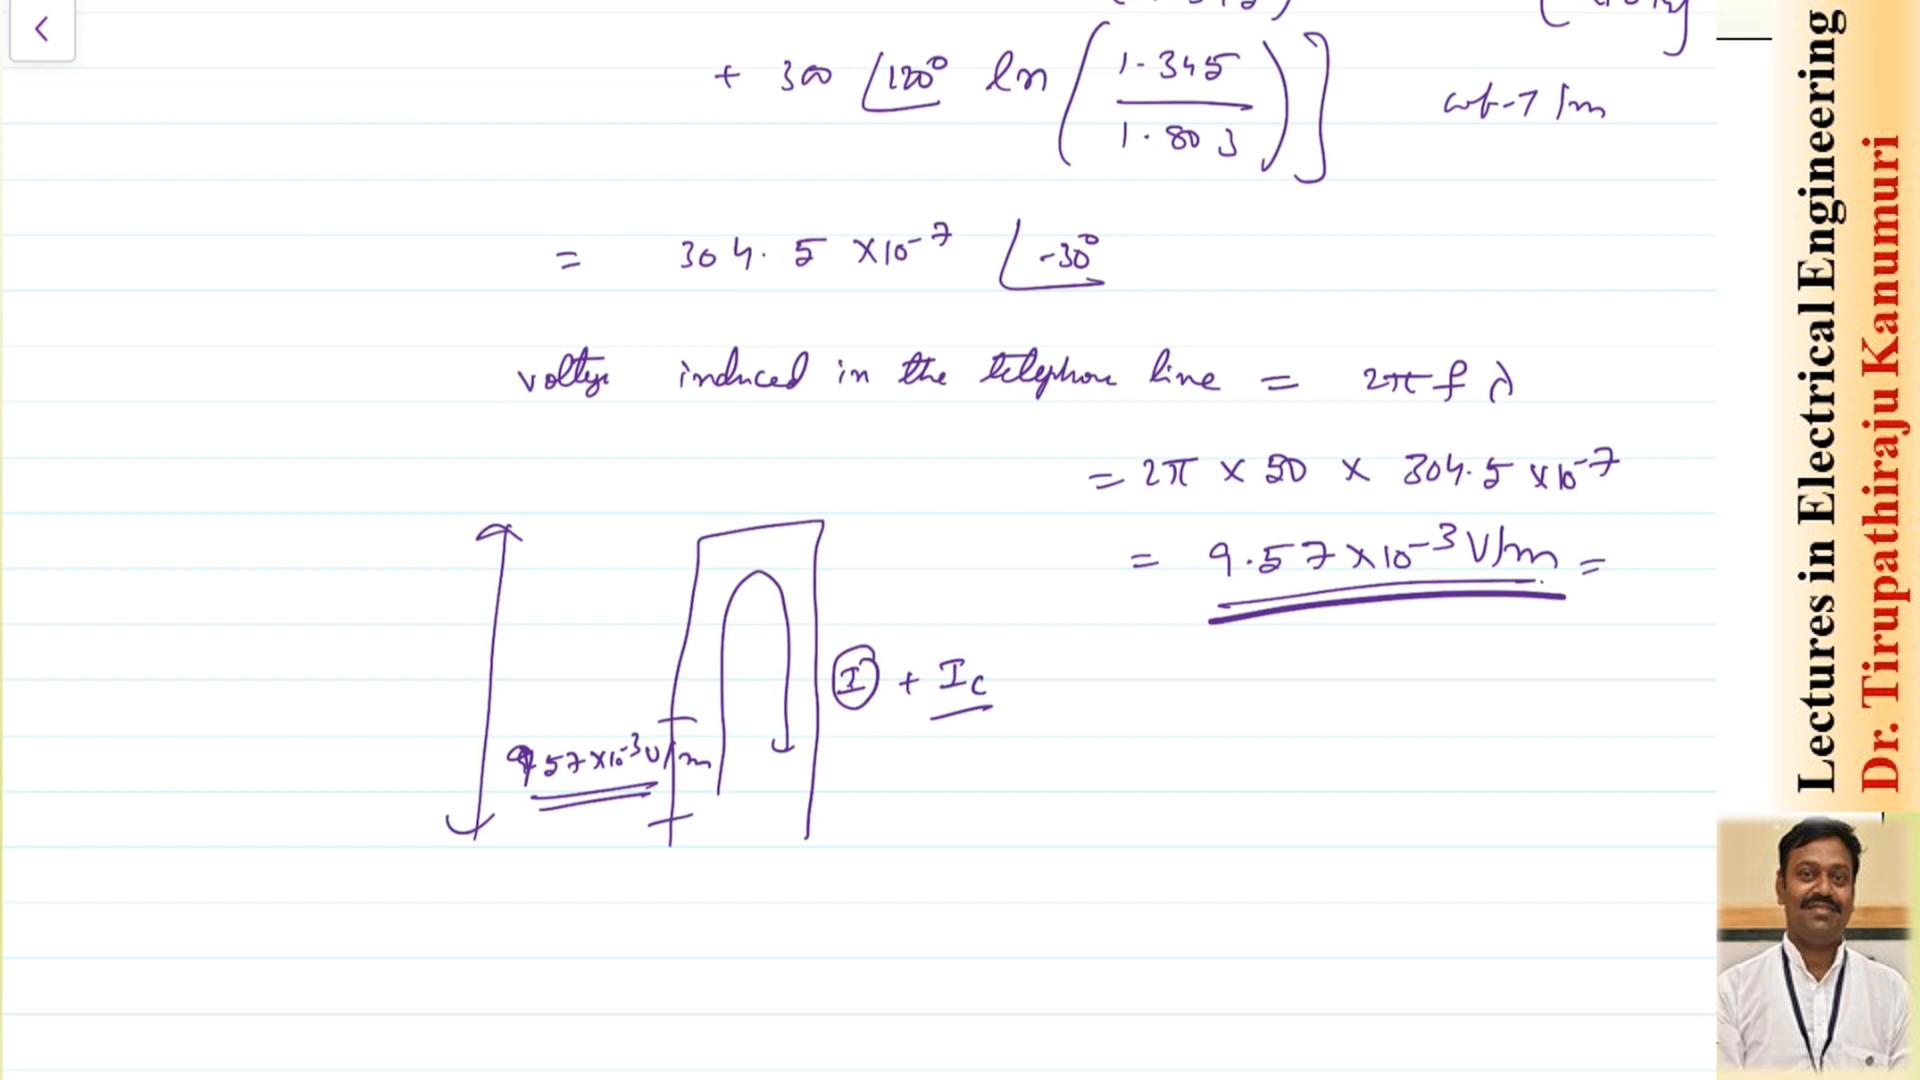 + 300 ∠120° ln (1.345 / 1.803)]
wb-T/m
= 304.5 ×10⁻⁷ ∠-30°
induced in the telephone line = 2π f λ
= 2π × 50 × 304.5 ×10⁻⁷
= 9.57×10⁻³ V/m =
I + Ic
9.57×10⁻³ V/m
Lectures in Electrical Engineering
Dr. Tirupathiraju Kanumuri